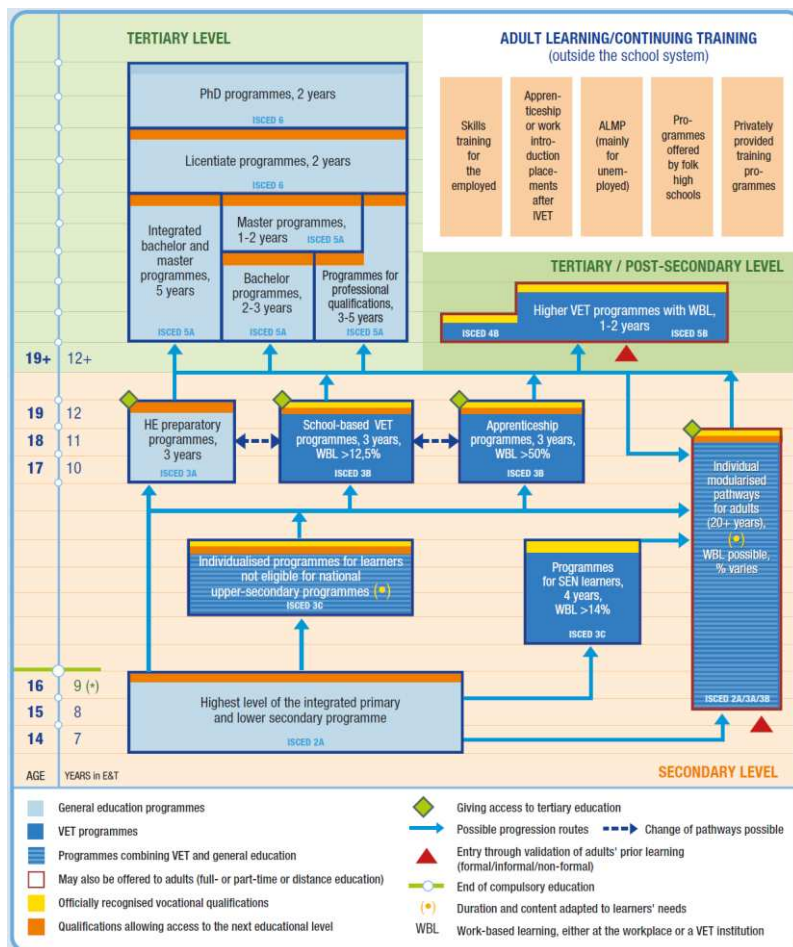 TERTIARY LEVEL
ADULT LEARNING/CONTINUING TRAINING
(outside the school system)
PhD programmes, 2 years
ISCED 6
Licentiate programmes, 2 years
ISCED 6
Integrated
bachelor and
master
programmes,
5 years
ISCED 5A
Master programmes,
1-2 years ISCED 5A
Bachelor
programmes,
2-3 years
ISCED 5A
Programmes for
professional
qualifications,
3-5 years
ISCED 5A
Skills
training
for
the
employed
Appren-
ticeship
or work
intro-
duction
place-
ments
after
IVET
ALMP
(mainly
for
unem-
ployed)
Pro-
grammes
offered
by folk
high
schools
Privately
provided
training
pro-
grammes
TERTIARY / POST-SECONDARY LEVEL
Higher VET programmes with WBL,
1-2 years
ISCED 4B
ISCED 5B
19+ 12+
19 12
18 11
17 10
HE preparatory
programmes,
3 years
ISCED 3A
School-based VET
programmes, 3 years,
WBL >12,5%
ISCED 3B
Apprenticeship
programmes, 3 years,
WBL >50%
ISCED 3B
Individual
modularised
pathways
for adults
(20+ years),
(•)
WBL possible,
% varies
ISCED 2A/3A/3B
Individualised programmes for learners
not eligible for national
upper-secondary programmes (•)
ISCED 3C
Programmes
for SEN learners,
4 years,
WBL >14%
ISCED 3C
16 9 (*)
15 8
14 7
Highest level of the integrated primary
and lower secondary programme
ISCED 2A
AGE YEARS in E&T
SECONDARY LEVEL
General education programmes
VET programmes
Programmes combining VET and general education
May also be offered to adults (full- or part-time or distance education)
Officially recognised vocational qualifications
Qualifications allowing access to the next educational level
Giving access to tertiary education
Possible progression routes
Change of pathways possible
Entry through validation of adults' prior learning
(formal/informal/non-formal)
End of compulsory education
(•) Duration and content adapted to learners' needs
WBL Work-based learning, either at the workplace or a VET institution